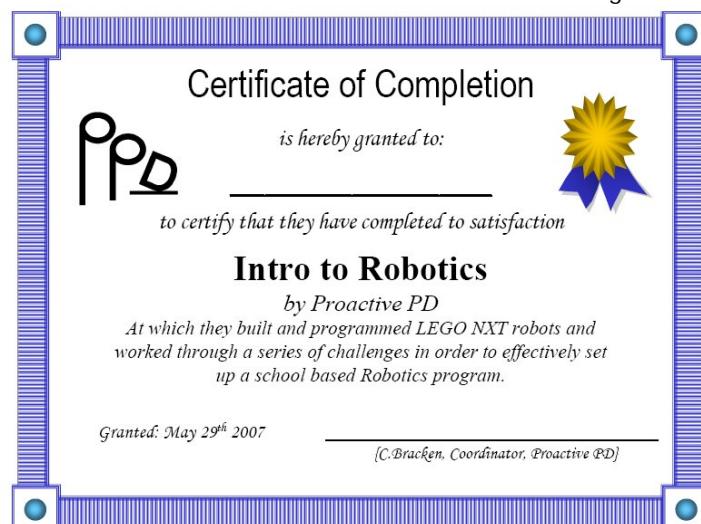 Certificate of Completion
is hereby granted to:
PPD
to certify that they have completed to satisfaction
Intro to Robotics
by Proactive PD
At which they built and programmed LEGO NXT robots and
worked through a series of challenges in order to effectively set
up a school based Robotics program.
Granted: May 29th 2007
[C.Bracken, Coordinator, Proactive PD]